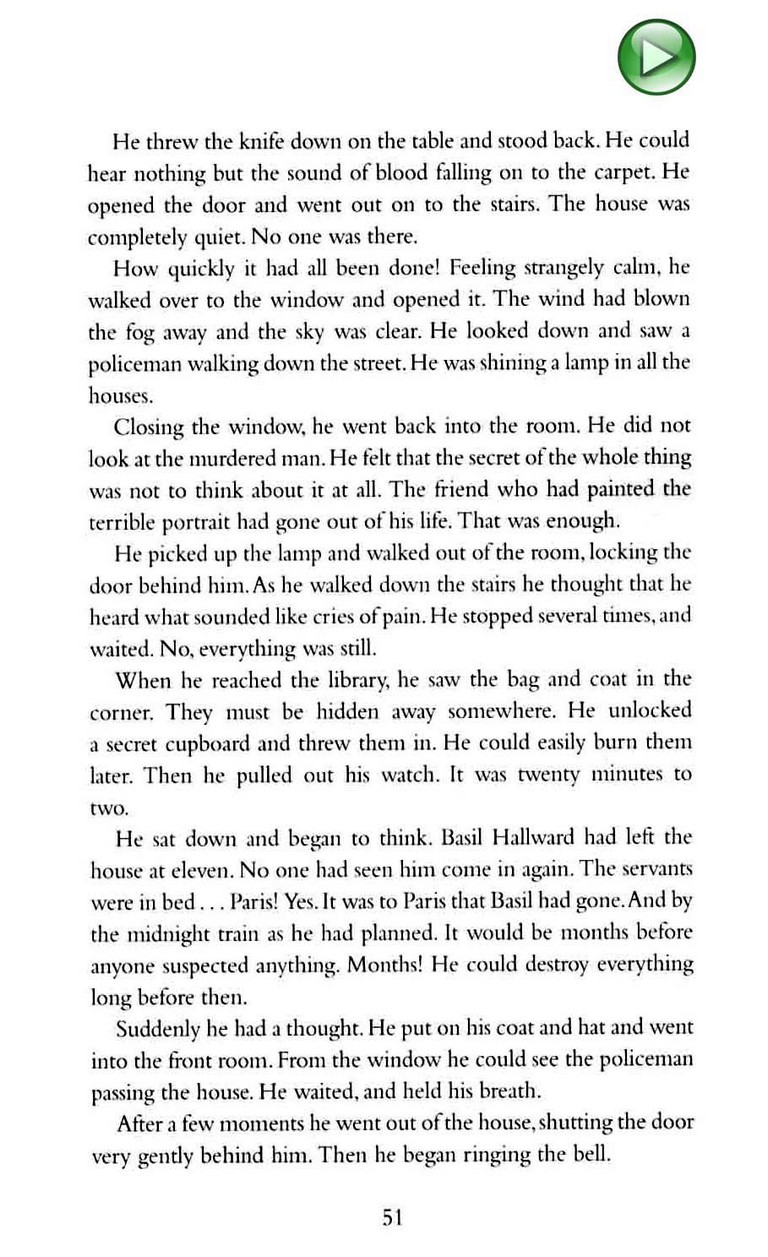 He threw the knife down on the table and stood back. He could
hear nothing but the sound of blood falling on to the carpet. He
opened the door and went out on to the stairs. The house was
completely quiet. No one was there.
How quickly it had all been done! Feeling strangely calm, he
walked over to the window and opened it. The wind had blown
the fog away and the sky was clear. He looked down and saw a
policeman walking down the street. He was shining a lamp in all the
houses.
Closing the window, he went back into the room. He did not
look at the murdered man. He felt that the secret of the whole thing
was not to think about it at all. The friend who had painted the
terrible portrait had gone out of his life. That was enough.
He picked up the lamp and walked out of the room, locking the
door behind him. As he walked down the stairs he thought that he
heard what sounded like cries of pain. He stopped several times, and
waited. No, everything was still.
When he reached the library, he saw the bag and coat in the
corner. They must be hidden away somewhere. He unlocked
a secret cupboard and threw them in. He could easily burn them
later. Then he pulled out his watch. It was twenty minutes to
two.
He sat down and began to think. Basil Hallward had left the
house at eleven. No one had seen him come in again. The servants
were in bed . . . Paris! Yes. It was to Paris that Basil had gone. And by
the midnight train as he had planned. It would be months before
anyone suspected anything. Months! He could destroy everything
long before then.
Suddenly he had a thought. He put on his coat and hat and went
into the front room. From the window he could see the policeman
passing the house. He waited, and held his breath.
After a few moments he went out of the house, shutting the door
very gently behind him. Then he began ringing the bell.
51